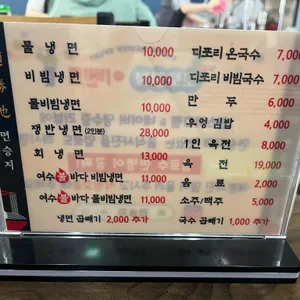 물 냉 면 10,000
비 빔 냉 면 10,000
물비빔냉면 10,000
쟁반냉면 (2인분) 28,000
회 냉 면 13,000
여수 바다 비빔냉면 11,000
여수 바다 물비빔냉면 11,000
냉면 곱빼기 2,000 추가
디포리 온국수 7,000
디포리 비빔국수 7,000
만 두 6,000
우엉 김밥 4,000
1인 육전 8,000
육 전 19,000
음 료 2,000
소주/맥주 5,000
국수 곱빼기 1,000 추가
면승지